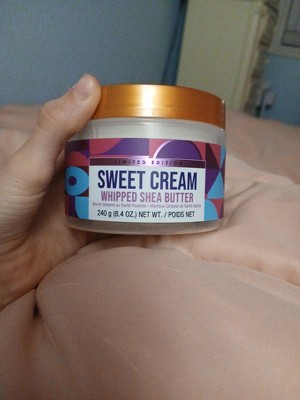 LIMITED EDITION
SWEET CREAM
WHIPPED SHEA BUTTER
240 g (8.4 OZ.) NET WT. / POIDS NET